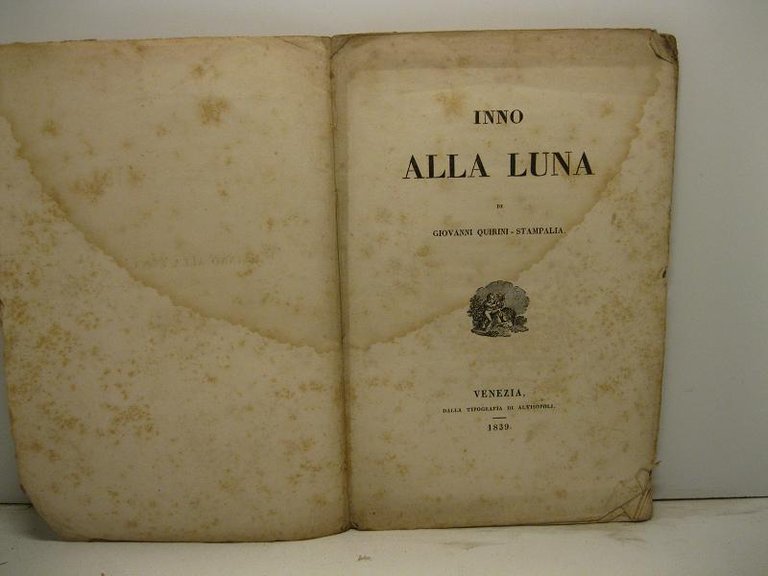 INNO
ALLA LUNA
DI
GIOVANNI QUIRINI-STAMPALIA.
VENEZIA,
DALLA TIPOGRAFIA DI ALVISOPOLI.
1839.